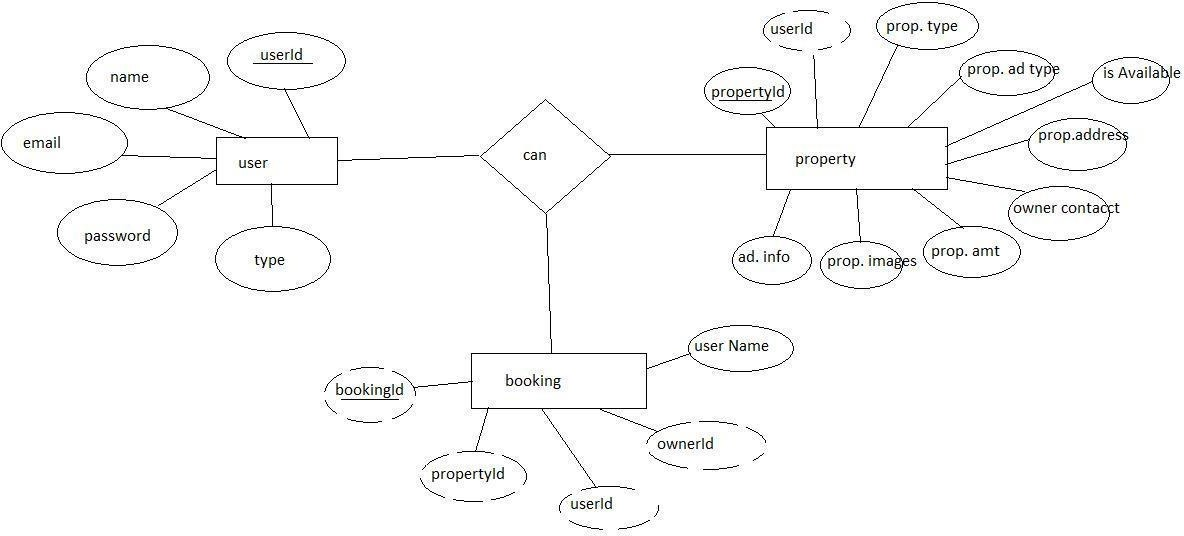 userId
name
email
user
password
type
can
userId
prop. type
prop. ad type
is Available
propertyId
prop.address
property
owner contacct
ad. info
prop. images
prop. amt
user Name
booking
bookingId
ownerId
propertyId
userId